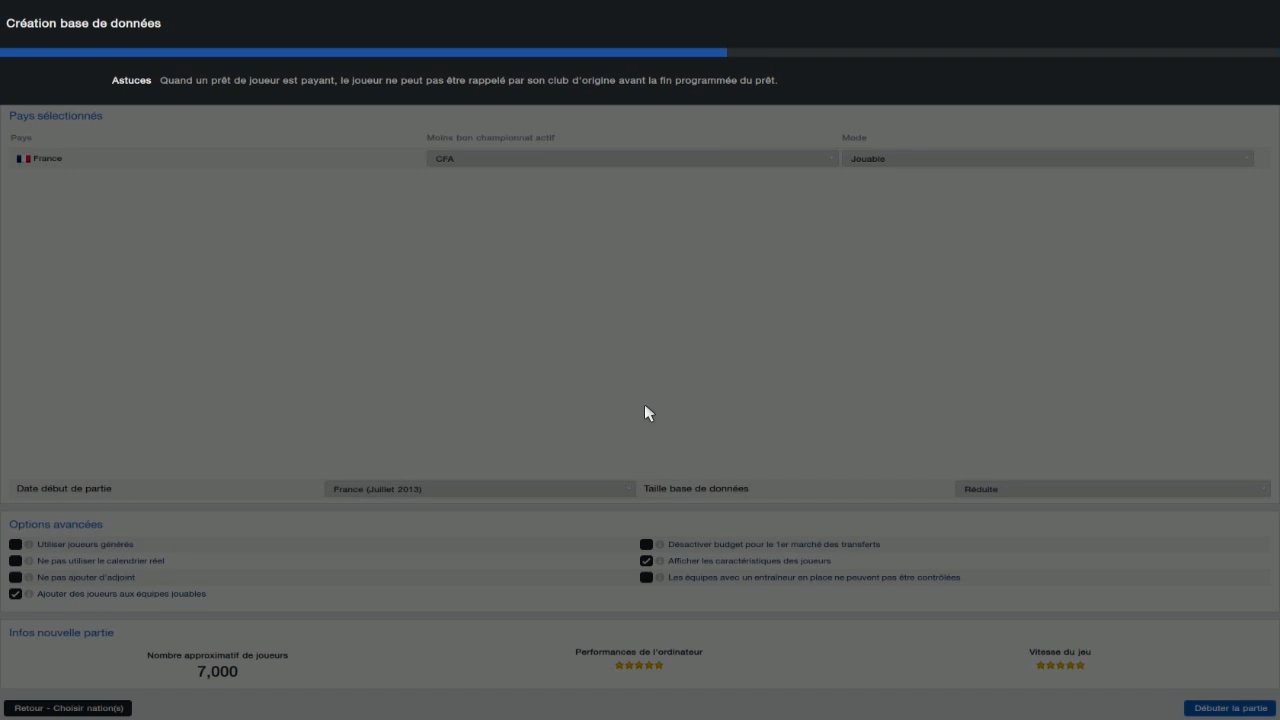 Création base de données
Astuces Quand un prêt de joueur est payant, le joueur ne peut pas être rappelé par son club d'origine avant la fin programmée du prêt.
Pays sélectionnés
Pays Moins bon championnat actif Mode
France CFA Jouable
Date début de partie France (Juillet 2013) Taille base de données Réduite
Options avancées
Utiliser joueurs générés Désactiver budget pour le 1er marché des transferts
Ne pas utiliser le calendrier réel Afficher les caractéristiques des joueurs
Ne pas ajouter d'adjoint Les équipes avec un entraîneur en place ne peuvent pas être contrôlées
Ajouter des joueurs aux équipes jouables
Infos nouvelle partie
Nombre approximatif de joueurs Performances de l'ordinateur Vitesse du jeu
7,000
Retour - Choisir nation(s) Débuter la partie